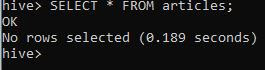 hive> SELECT * FROM articles;
OK
No rows selected (0.189 seconds)
hive>